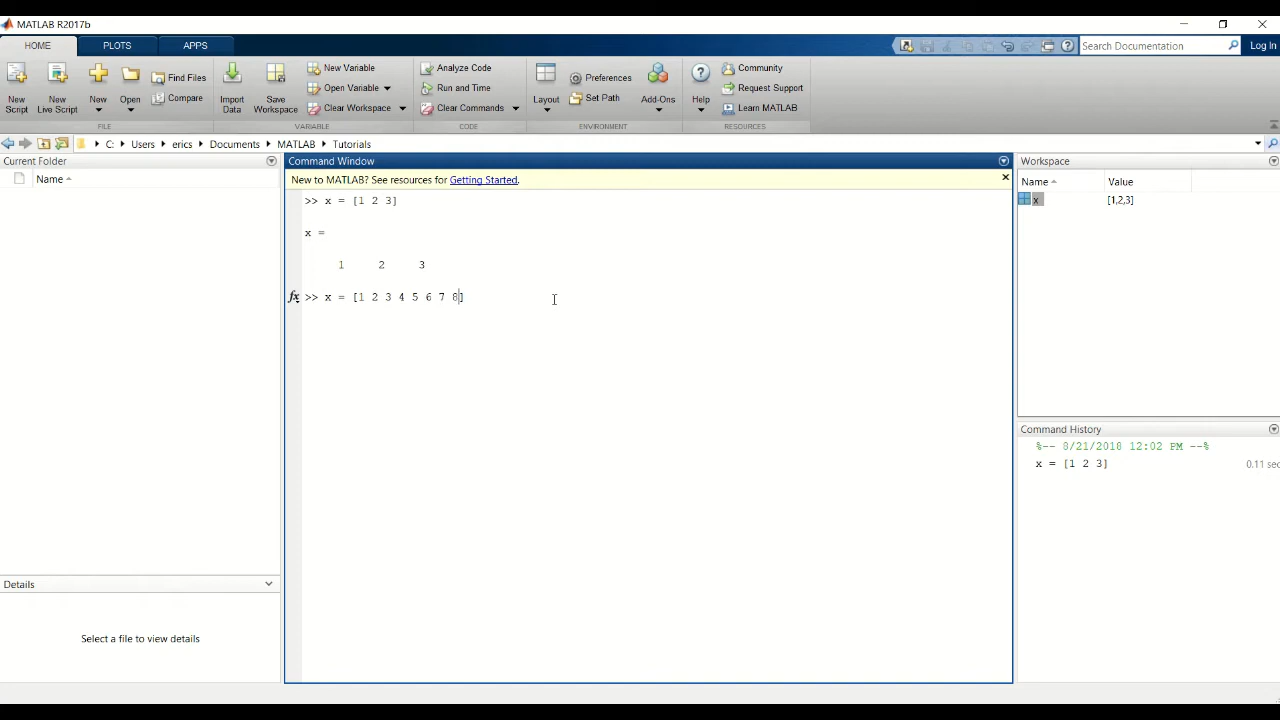 MATLAB R2017b
HOME PLOTS APPS
Search Documentation Log In
New Script New Live Script New Open Find Files Compare
Import Data Save Workspace New Variable Open Variable Clear Workspace
Analyze Code Run and Time Clear Commands
Layout Preferences Set Path Add-Ons
Help Community Request Support Learn MATLAB
FILE VARIABLE CODE ENVIRONMENT RESOURCES
C: Users erics Documents MATLAB Tutorials
Current Folder
Name
Details
Select a file to view details
Command Window
New to MATLAB? See resources for Getting Started.
>> x = [1 2 3]
x =
1 2 3
fx >> x = [1 2 3 4 5 6 7 8]
Workspace
Name Value
x [1,2,3]
Command History
%-- 8/21/2018 12:02 PM --%
x = [1 2 3] 0.11 sec